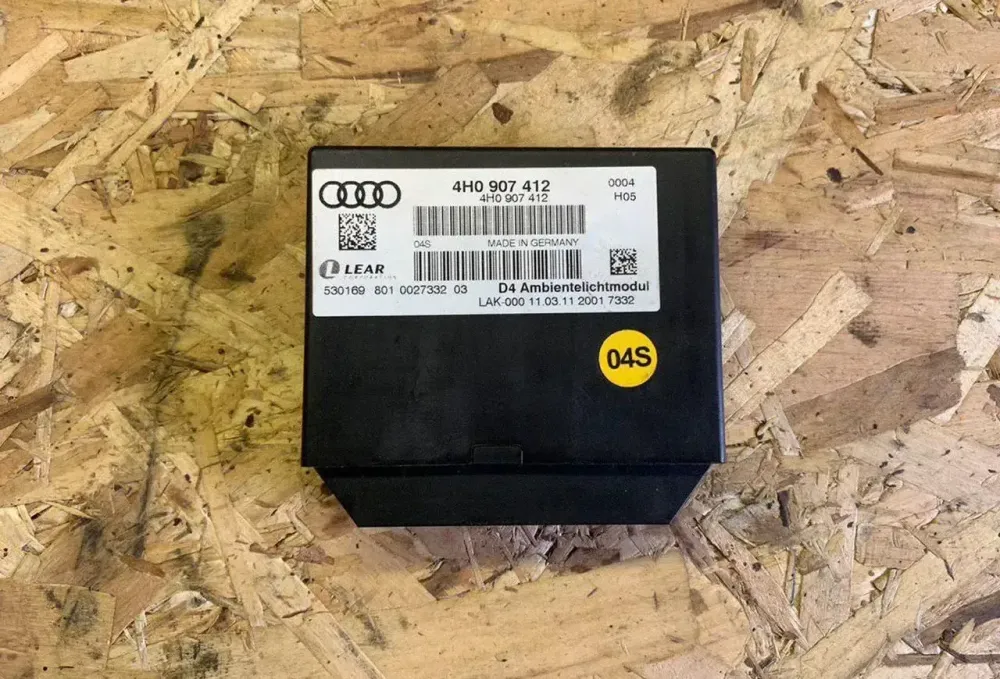 4H0 907 412
0004
4H0 907 412
H05
04S MADE IN GERMANY
LEAR
CORPORATION
530169 801 0027332 03
D4 Ambientelichtmodul
LAK-000 11.03.11 2001 7332
04S